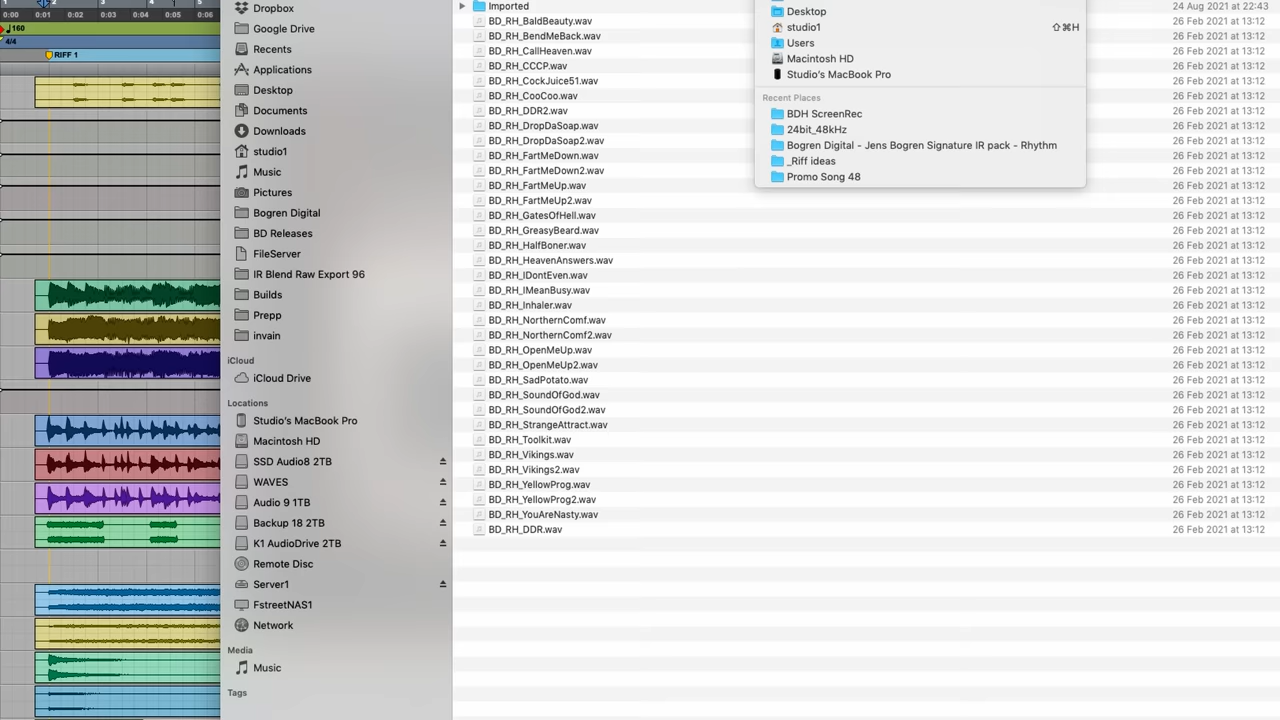 1 2 3 4 5
0:00 0:01 0:02 0:03 0:04 0:05 0:06
160
4/4
RIFF 1
Dropbox
Google Drive
Recents
Applications
Desktop
Documents
Downloads
studio1
Music
Pictures
Bogren Digital
BD Releases
FileServer
IR Blend Raw Export 96
Builds
Prepp
invain
iCloud
iCloud Drive
Locations
Studio's MacBook Pro
Macintosh HD
SSD Audio8 2TB
WAVES
Audio 9 1TB
Backup 18 2TB
K1 AudioDrive 2TB
Remote Disc
Server1
FstreetNAS1
Network
Media
Music
Tags
Imported 24 Aug 2021 at 22:43
BD_RH_BaldBeauty.wav 26 Feb 2021 at 13:12
BD_RH_BendMeBack.wav 26 Feb 2021 at 13:12
BD_RH_CallHeaven.wav 26 Feb 2021 at 13:12
BD_RH_CCCP.wav 26 Feb 2021 at 13:12
BD_RH_CockJuice51.wav 26 Feb 2021 at 13:12
BD_RH_CooCoo.wav 26 Feb 2021 at 13:12
BD_RH_DDR2.wav 26 Feb 2021 at 13:12
BD_RH_DropDaSoap.wav 26 Feb 2021 at 13:12
BD_RH_DropDaSoap2.wav 26 Feb 2021 at 13:12
BD_RH_FartMeDown.wav 26 Feb 2021 at 13:12
BD_RH_FartMeDown2.wav 26 Feb 2021 at 13:12
BD_RH_FartMeUp.wav 26 Feb 2021 at 13:12
BD_RH_FartMeUp2.wav 26 Feb 2021 at 13:12
BD_RH_GatesOfHell.wav 26 Feb 2021 at 13:12
BD_RH_GreasyBeard.wav 26 Feb 2021 at 13:12
BD_RH_HalfBoner.wav 26 Feb 2021 at 13:12
BD_RH_HeavenAnswers.wav 26 Feb 2021 at 13:12
BD_RH_IDontEven.wav 26 Feb 2021 at 13:12
BD_RH_IMeanBusy.wav 26 Feb 2021 at 13:12
BD_RH_Inhaler.wav 26 Feb 2021 at 13:12
BD_RH_NorthernComf.wav 26 Feb 2021 at 13:12
BD_RH_NorthernComf2.wav 26 Feb 2021 at 13:12
BD_RH_OpenMeUp.wav 26 Feb 2021 at 13:12
BD_RH_OpenMeUp2.wav 26 Feb 2021 at 13:12
BD_RH_SadPotato.wav 26 Feb 2021 at 13:12
BD_RH_SoundOfGod.wav 26 Feb 2021 at 13:12
BD_RH_SoundOfGod2.wav 26 Feb 2021 at 13:12
BD_RH_StrangeAttract.wav 26 Feb 2021 at 13:12
BD_RH_Toolkit.wav 26 Feb 2021 at 13:12
BD_RH_Vikings.wav 26 Feb 2021 at 13:12
BD_RH_Vikings2.wav 26 Feb 2021 at 13:12
BD_RH_YellowProg.wav 26 Feb 2021 at 13:12
BD_RH_YellowProg2.wav 26 Feb 2021 at 13:12
BD_RH_YouAreNasty.wav 26 Feb 2021 at 13:12
BD_RH_DDR.wav 26 Feb 2021 at 13:12
Desktop
studio1 ⇧⌘H
Users
Macintosh HD
Studio's MacBook Pro
Recent Places
BDH ScreenRec
24bit_48kHz
Bogren Digital - Jens Bogren Signature IR pack - Rhythm
_Riff ideas
Promo Song 48